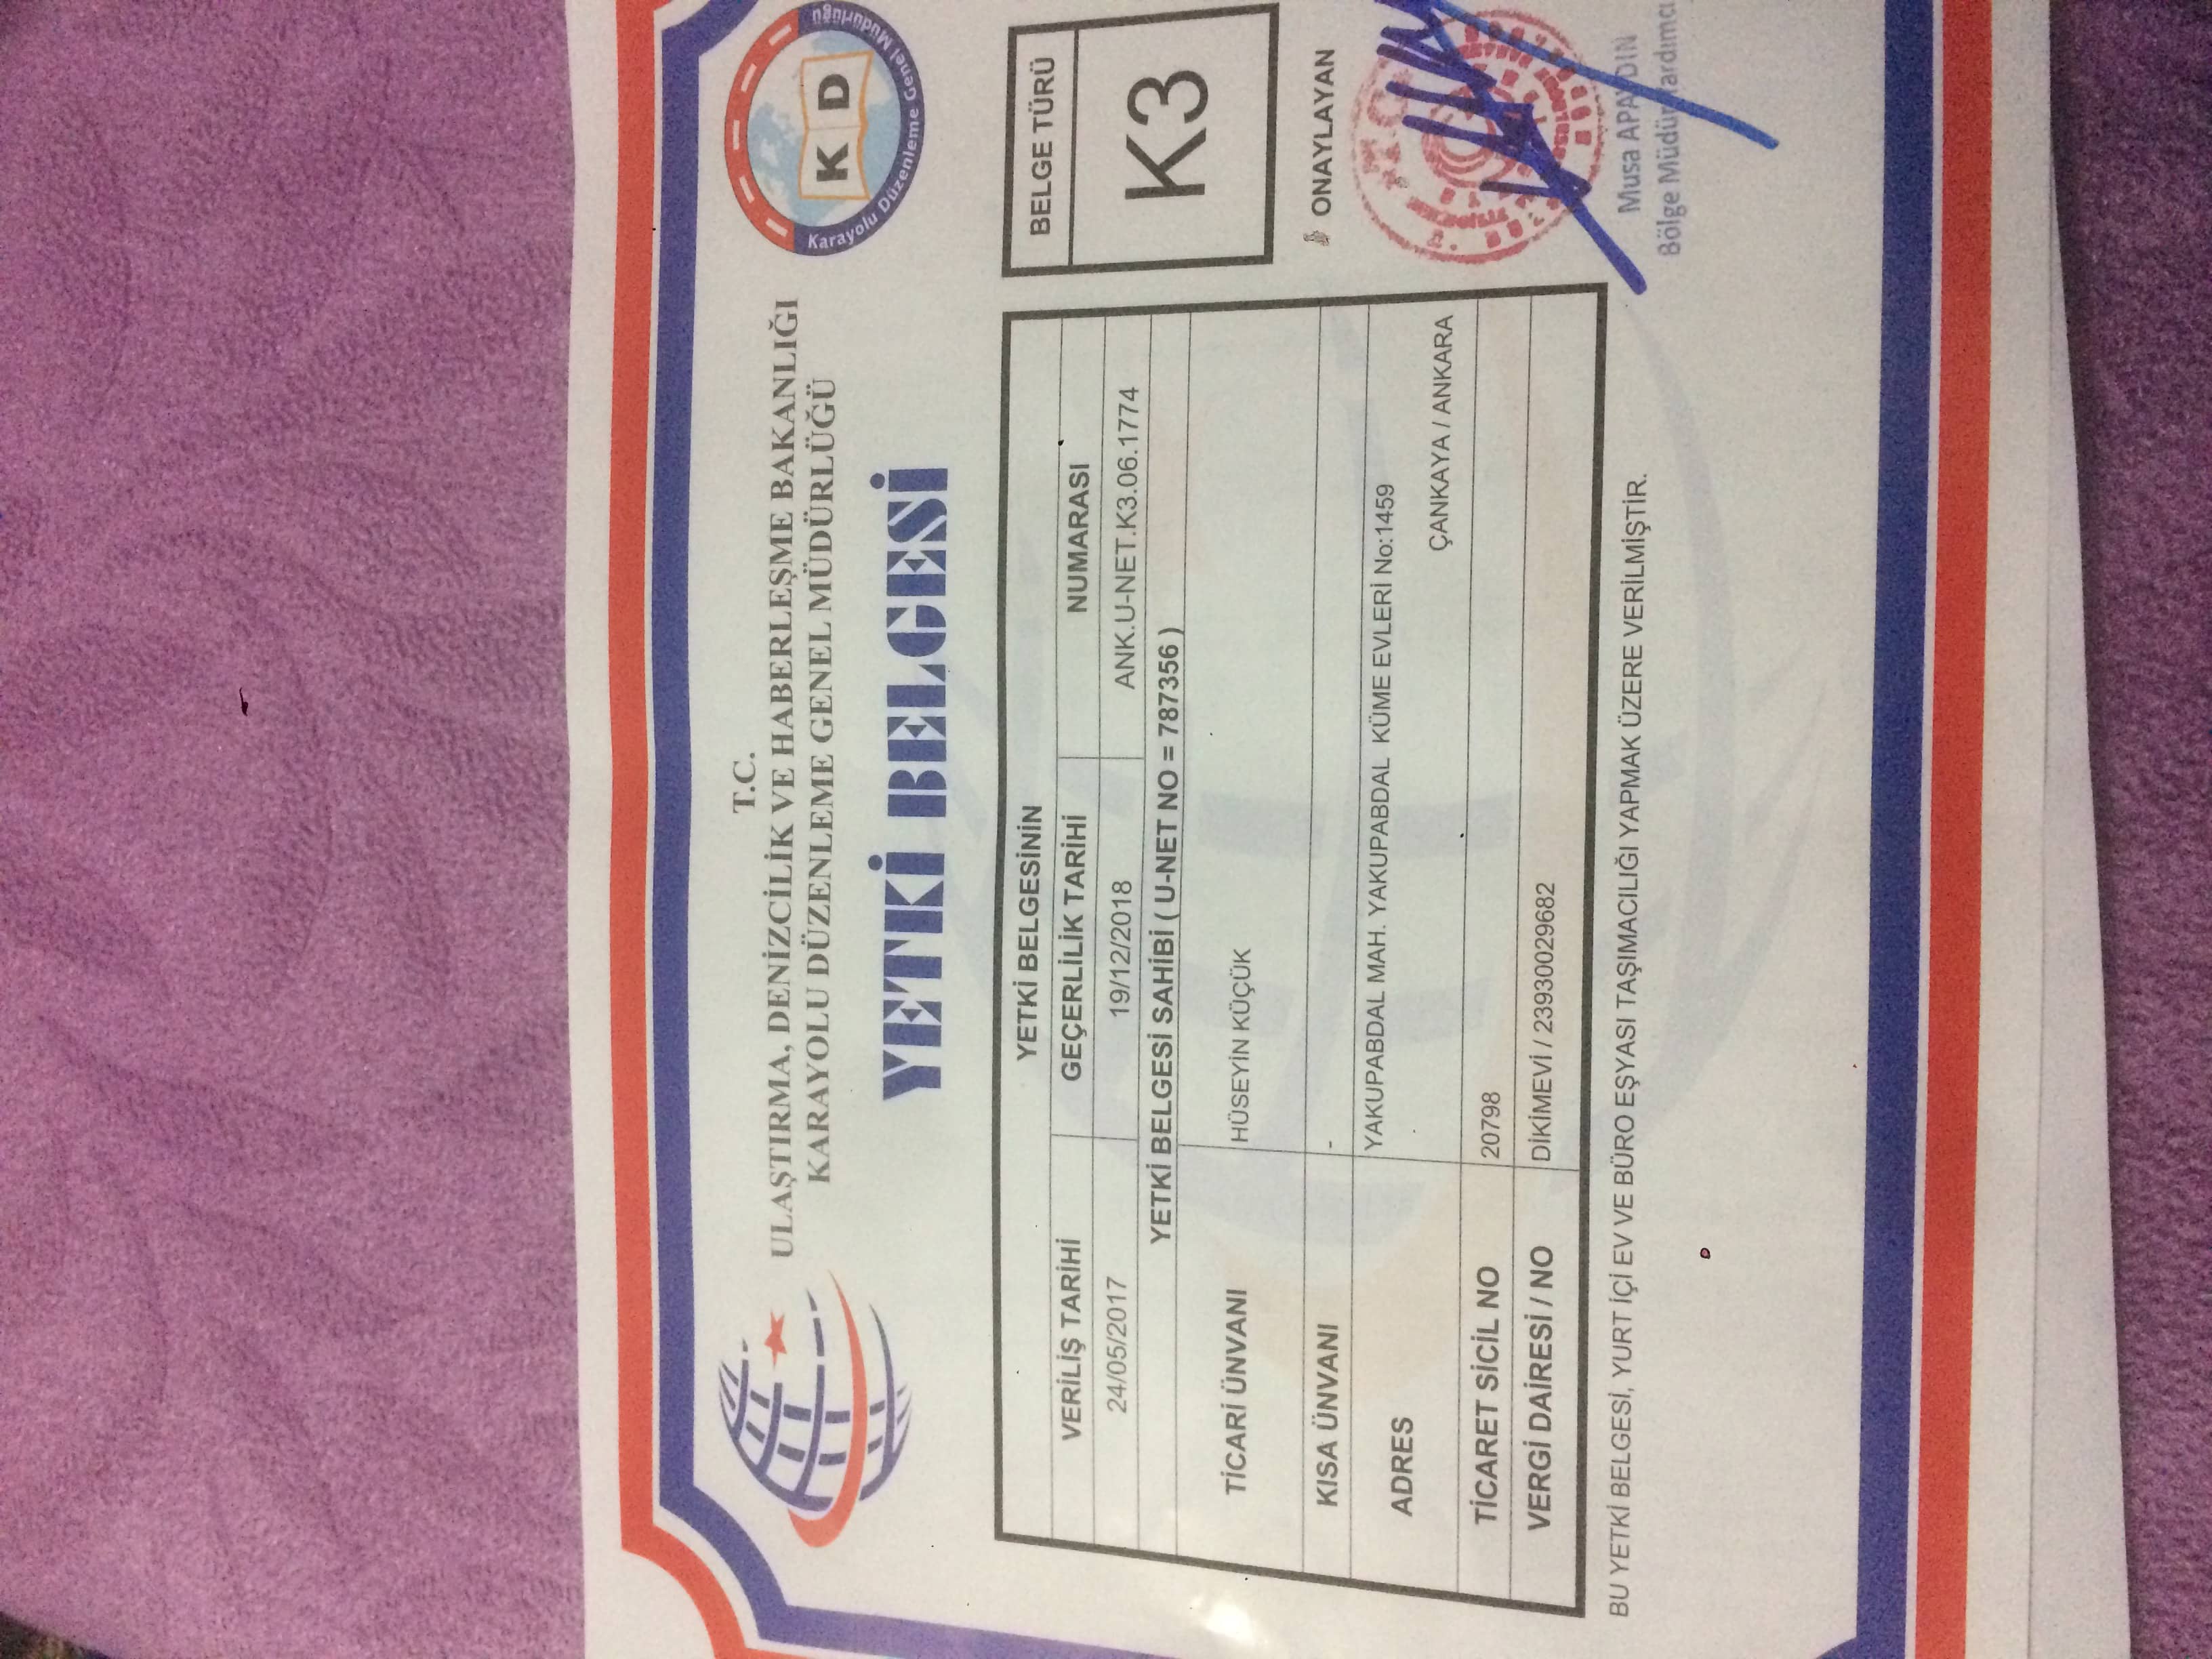 T.C.
ULAŞTIRMA, DENİZCİLİK VE HABERLEŞME BAKANLIĞI
KARAYOLU DÜZENLEME GENEL MÜDÜRLÜĞÜ
K D
Karayolu Düzenleme Genel Müdürlüğü
YETKİ BELGESİ
YETKİ BELGESİNİN
VERİLİŞ TARİHİ GEÇERLİLİK TARİHİ NUMARASI
24/05/2017 19/12/2018 ANK.U-NET.K3.06.1774
YETKİ BELGESİ SAHİBİ ( U-NET NO = 787356 )
TİCARİ ÜNVANI HÜSEYİN KÜÇÜK
KISA ÜNVANI -
ADRES YAKUPABDAL MAH. YAKUPABDAL KÜME EVLERİ No:1459
ÇANKAYA / ANKARA
TİCARET SİCİL NO 20798
VERGİ DAİRESİ / NO DİKİMEVİ / 23930029682
BU YETKİ BELGESİ, YURT İÇİ EV VE BÜRO EŞYASI TAŞIMACILIĞI YAPMAK ÜZERE VERİLMİŞTİR.
BELGE TÜRÜ
K3
ONAYLAYAN
Musa APAYDIN
Bölge Müdür Yardımcı